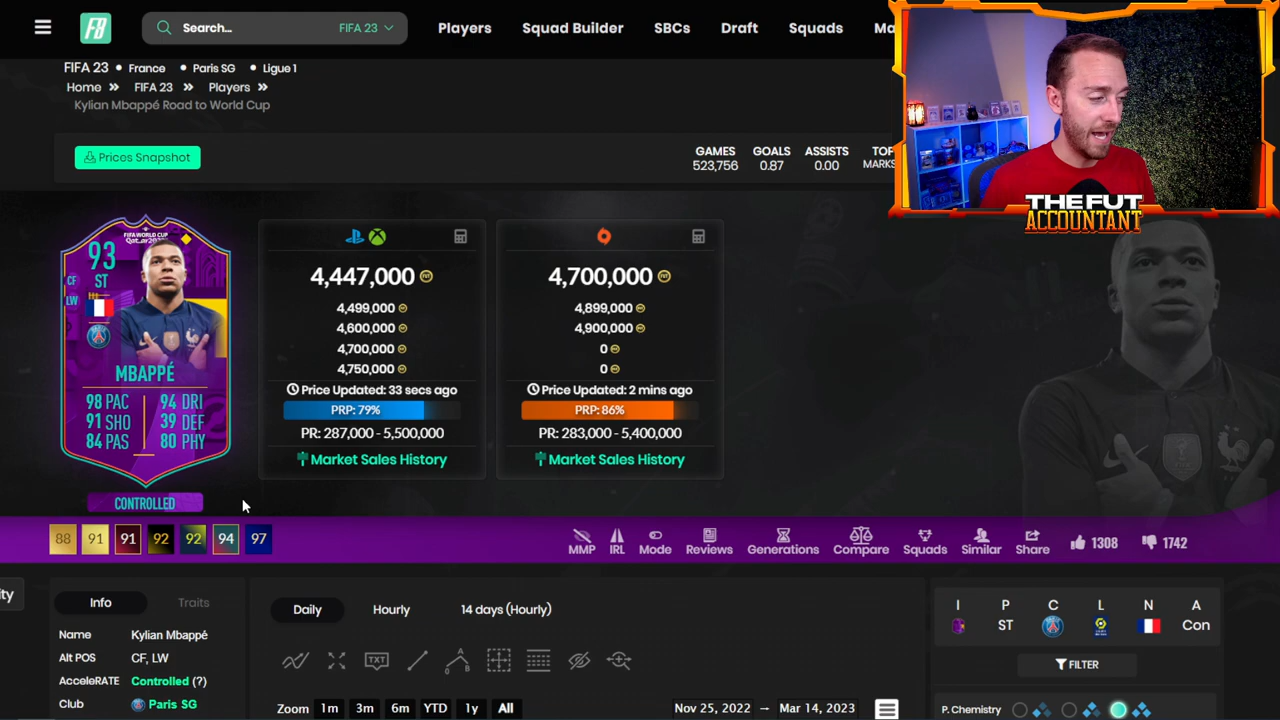 FB
Search...
FIFA 23
Players
Squad Builder
SBCs
Draft
Squads
Ma
FIFA 23 • France • Paris SG • Ligue 1
Home » FIFA 23 » Players »
Kylian Mbappé Road to World Cup
Prices Snapshot
GAMES
523,756
GOALS
0.87
ASSISTS
0.00
TOP
MARKS
THE FUT
ACCOUNTANT
FIFA WORLD CUP
Qatar2022
93
ST
CF
LW
MBAPPÉ
98 PAC
94 DRI
91 SHO
39 DEF
84 PAS
80 PHY
CONTROLLED
4,447,000
4,499,000
4,600,000
4,700,000
4,750,000
Price Updated: 33 secs ago
PRP: 79%
PR: 287,000 - 5,500,000
Market Sales History
4,700,000
4,899,000
4,900,000
0
0
Price Updated: 2 mins ago
PRP: 86%
PR: 283,000 - 5,400,000
Market Sales History
88
91
91
92
92
94
97
MMP
IRL
Mode
Reviews
Generations
Compare
Squads
Similar
Share
1308
1742
ty
Info
Traits
Name
Kylian Mbappé
Alt POS
CF, LW
AcceleRATE
Controlled (?)
Club
Paris SG
Daily
Hourly
14 days (Hourly)
TXT
Zoom
1m
3m
6m
YTD
1y
All
Nov 25, 2022 → Mar 14, 2023
I
P
C
L
N
A
ST
Con
FILTER
P. Chemistry